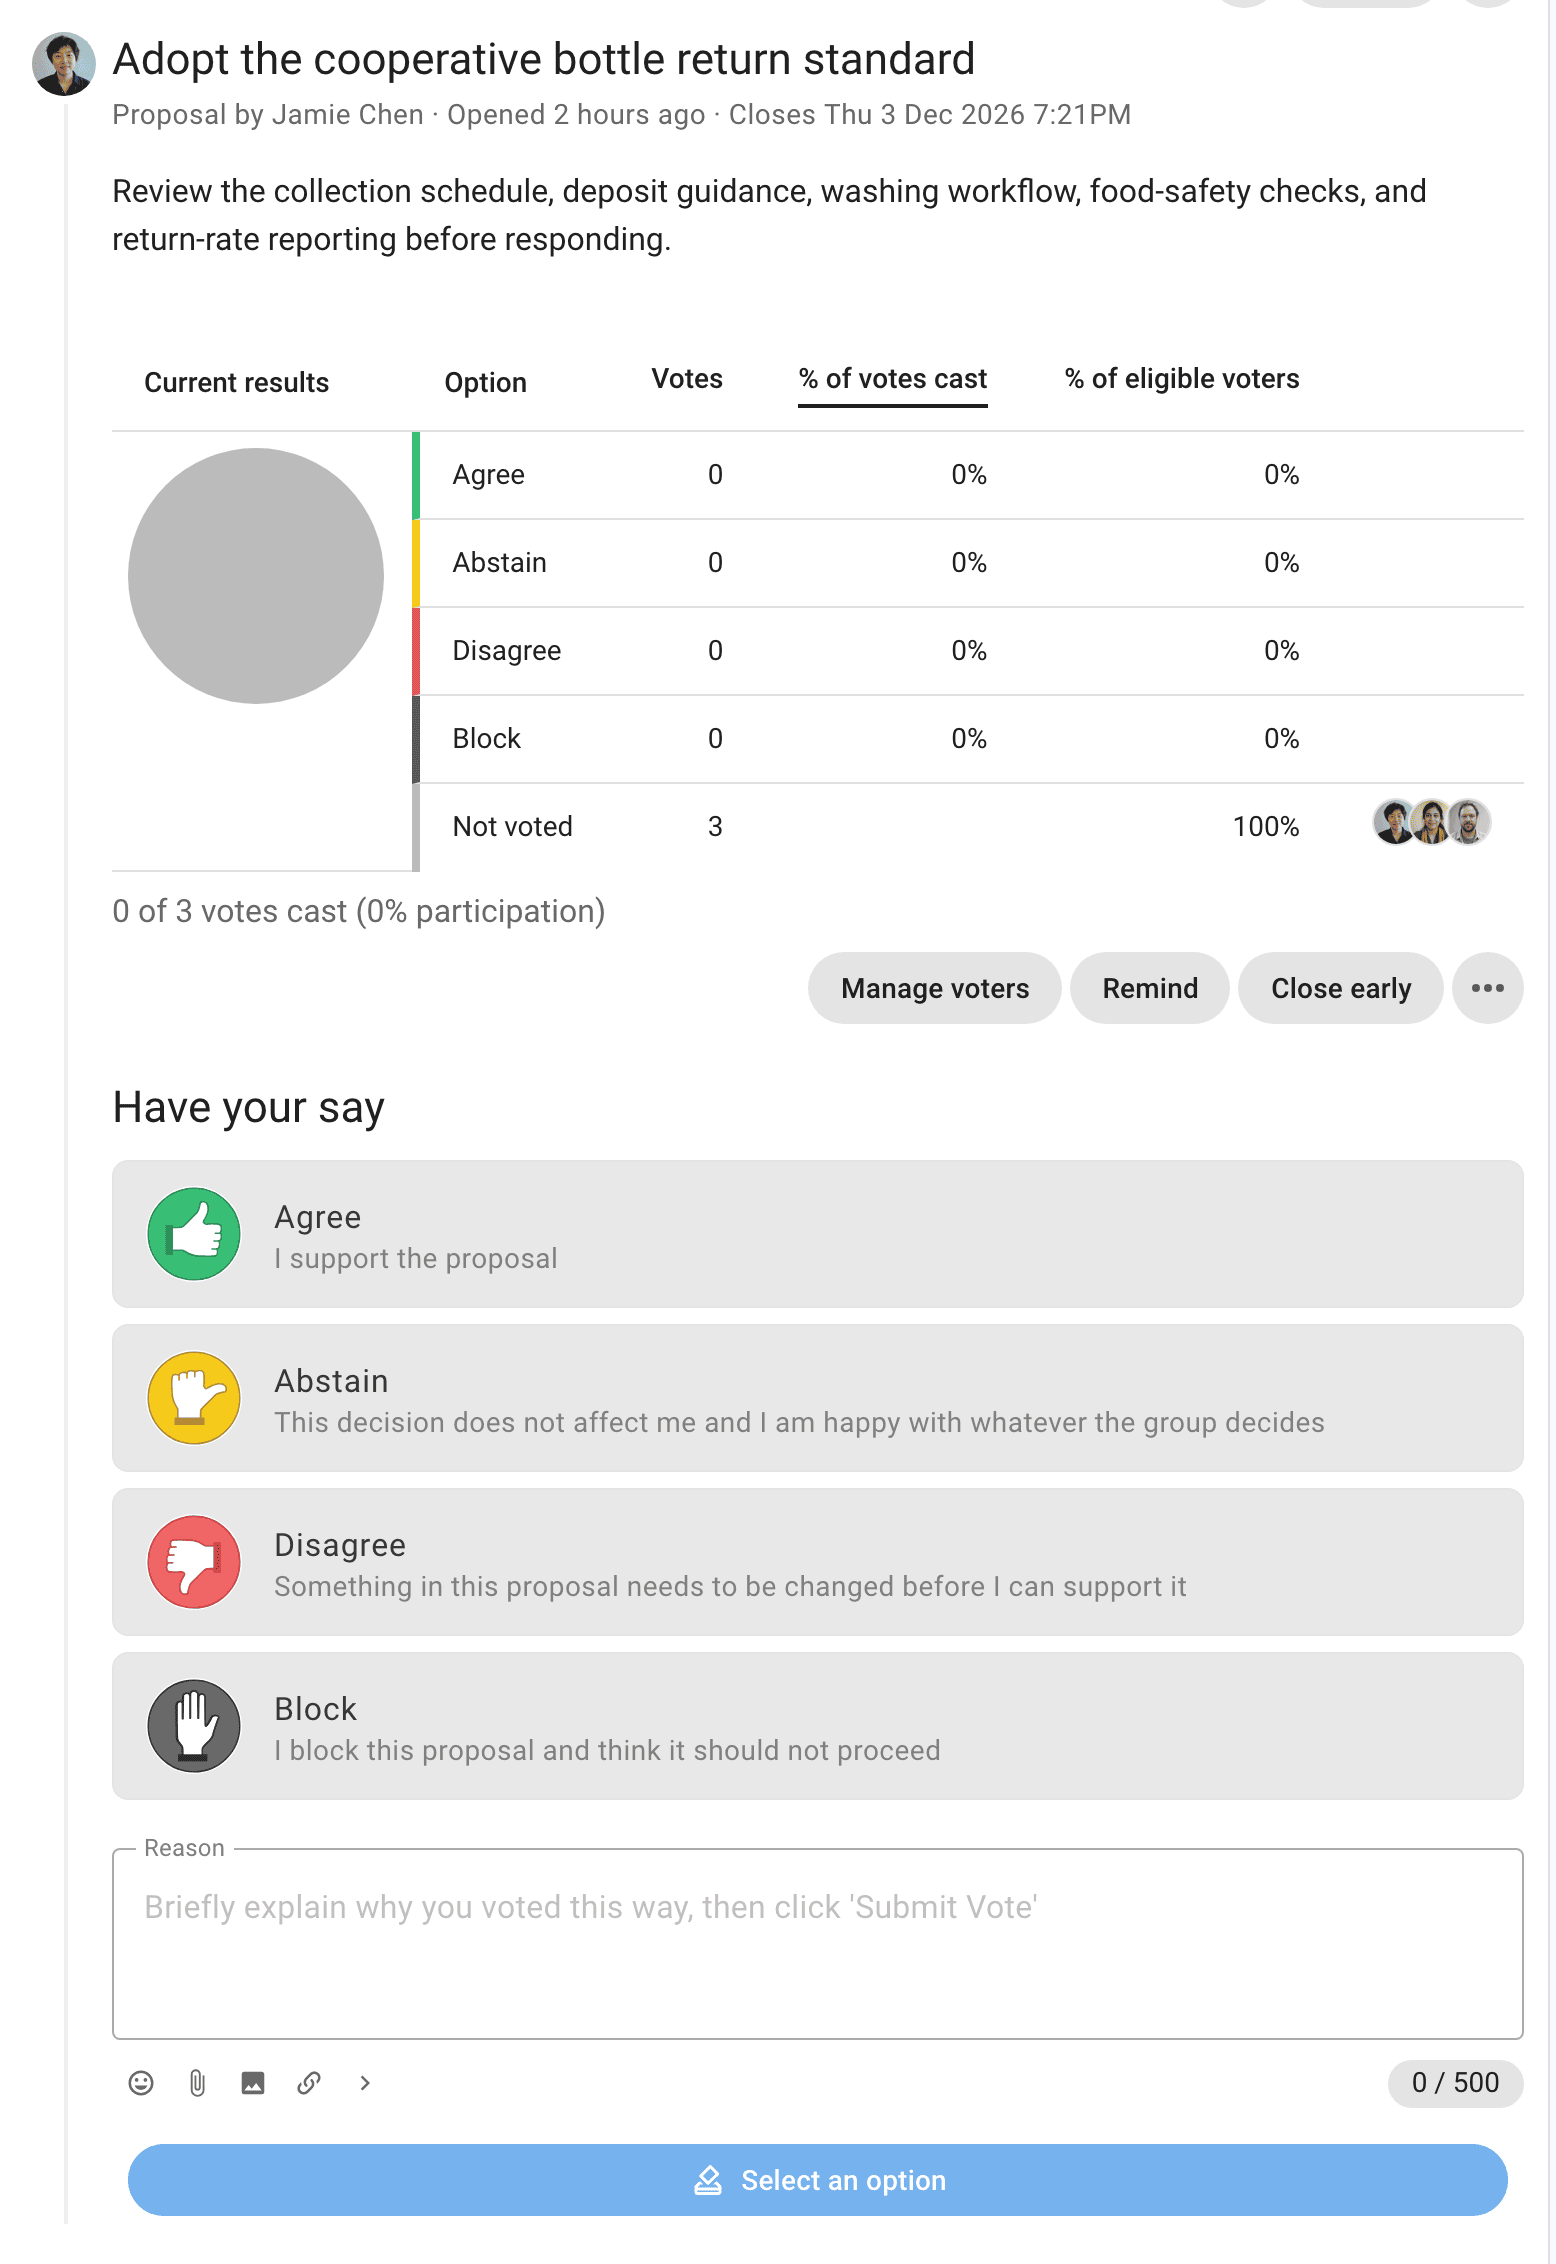 Adopt the cooperative bottle return standard
Proposal by Jamie Chen · Opened 2 hours ago · Closes Thu 3 Dec 2026 7:21PM
Review the collection schedule, deposit guidance, washing workflow, food-safety checks, and
return-rate reporting before responding.
Current results Option Votes % of votes cast % of eligible voters
Agree 0 0% 0%
Abstain 0 0% 0%
Disagree 0 0% 0%
Block 0 0% 0%
Not voted 3 100%
0 of 3 votes cast (0% participation)
Manage voters Remind Close early
Have your say
Agree
I support the proposal
Abstain
This decision does not affect me and I am happy with whatever the group decides
Disagree
Something in this proposal needs to be changed before I can support it
Block
I block this proposal and think it should not proceed
Reason
Briefly explain why you voted this way, then click 'Submit Vote'
0 / 500
Select an option